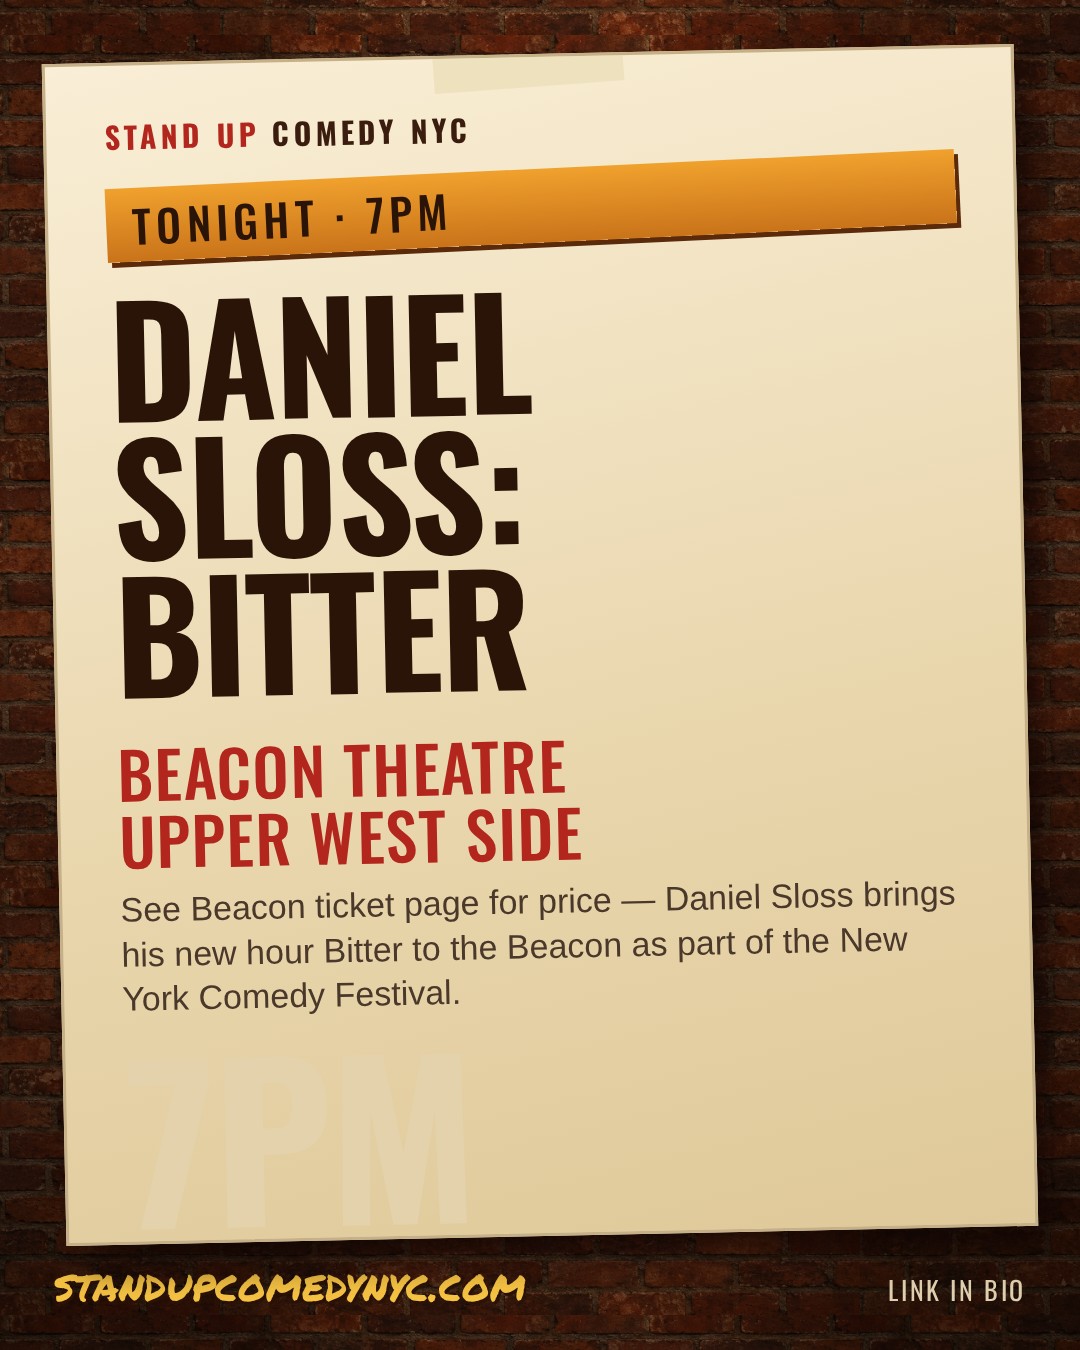 STAND UP COMEDY NYC
TONIGHT · 7PM
DANIEL
SLOSS:
BITTER
BEACON THEATRE
UPPER WEST SIDE
See Beacon ticket page for price — Daniel Sloss brings
his new hour Bitter to the Beacon as part of the New
York Comedy Festival.
7PM
STANDUPCOMEDYNYC.COM
LINK IN BIO